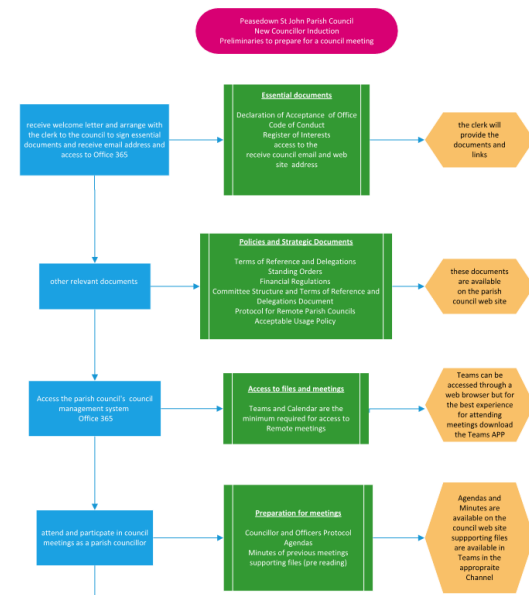 Peasedown St John Parish Council
New Councillor Induction
Preliminaries to prepare for a council meeting
receive welcome letter and arrange with
the clerk to the council to sign essential
documents and receive email address and
access to Office 365
Essential documents
Declaration of Acceptance of Office
Code of Conduct
Register of Interests
access to the
receive council email and web
site address
the clerk will
provide the
documents and
links
other relevant documents
Policies and Strategic Documents
Terms of Reference and Delegations
Standing Orders
Financial Regulations
Committee Structure and Terms of Reference and
Delegations Document
Protocol for Remote Parish Councils
Acceptable Usage Policy
these documents
are available
on the parish
council web site
Access the parish council's council
management system
Office 365
Access to files and meetings
Teams and Calendar are the
minimum required for access to
Remote meetings
Teams can be
accessed through a
web browser but for
the best experience
for attending
meetings download
the Teams APP
attend and particpate in council
meetings as a parish councillor
Preparation for meetings
Councillor and Officers Protocol
Agendas
Minutes of previous meetings
supporting files (pre reading)
Agendas and
Minutes are
available on the
council web site
suppporting files
are available in
Teams in the
appropraite
Channel